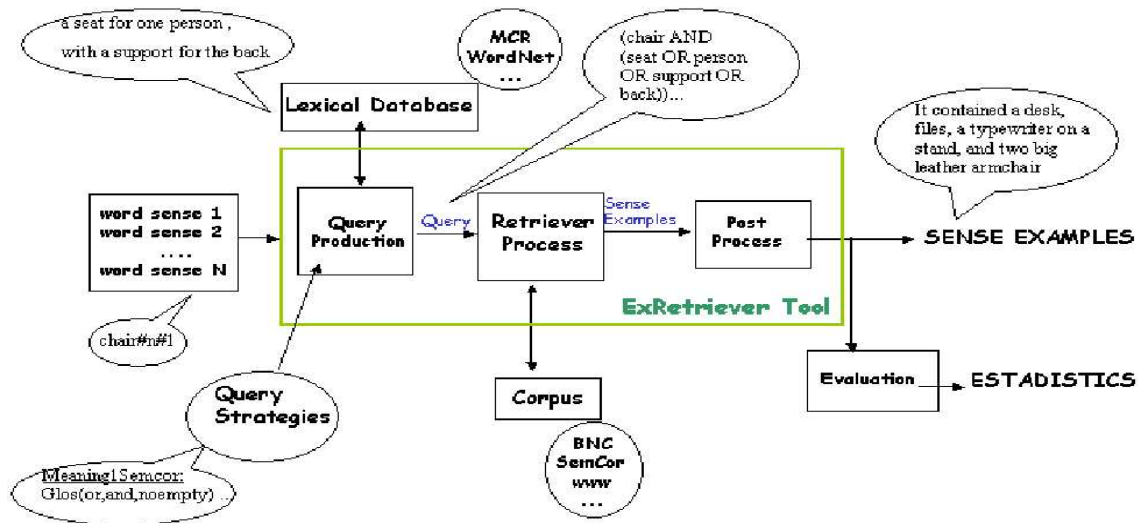 a seat for one person ,
with a support for the back
MCR
WordNet
...
(chair AND
(seat OR person
OR support OR
back))...
Lexical Database
It contained a desk,
files, a typewriter on a
stand, and two big
leather armchair
word sense 1
word sense 2
....
word sense N
Query
Production
Query
Retriever
Process
Sense
Examples
Post
Process
SENSE EXAMPLES
ExRetriever Tool
chair#n#1
Query
Strategies
Corpus
Evaluation
ESTADISTICS
BNC
SemCor
www
...
Meaning1Semcor:
Glos(or,and,noempty) ...